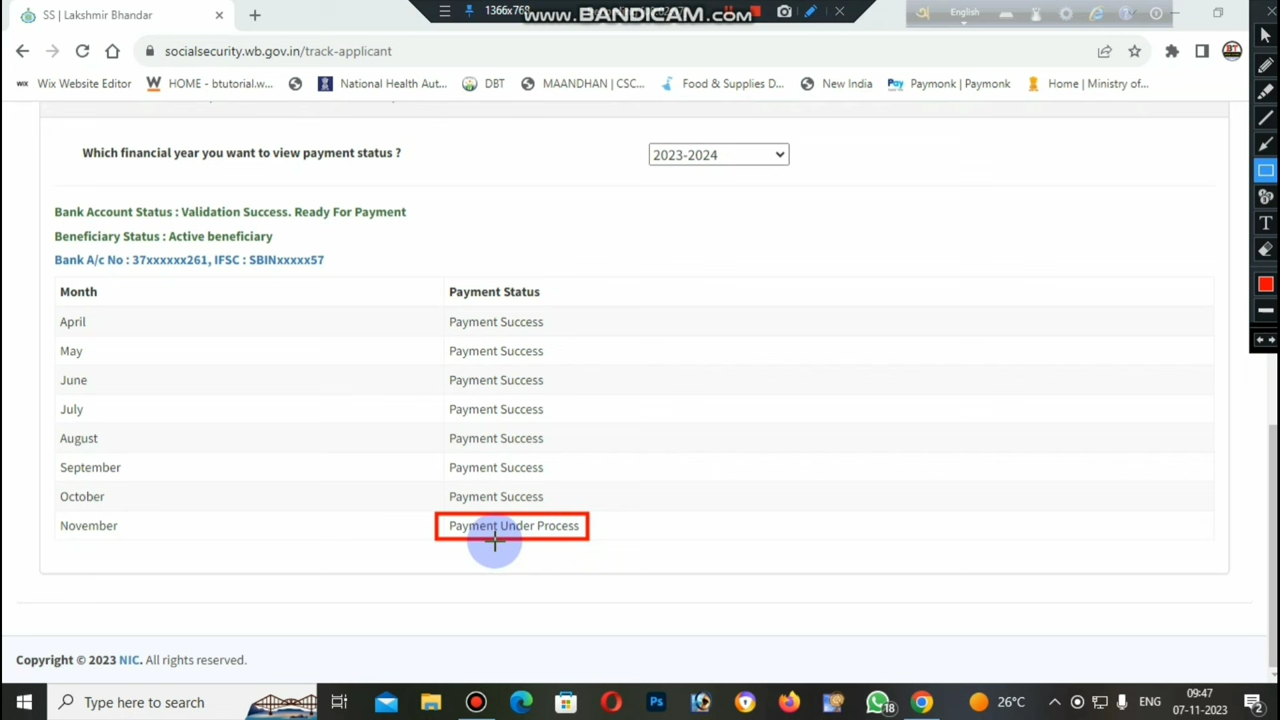 SS | Lakshmir Bhandar
1366x768
www.BANDICAM.com
English
socialsecurity.wb.gov.in/track-applicant
wix Wix Website Editor
W HOME - btutorial.w...
National Health Aut...
DBT
MAANDHAN | CSC...
Food & Supplies D...
New India
Pay Paymonk | Paymonk
Home | Ministry of...
Which financial year you want to view payment status ? 2023-2024
Bank Account Status : Validation Success. Ready For Payment
Beneficiary Status : Active beneficiary
Bank A/c No : 37xxxxxx261, IFSC : SBINxxxxx57
Month Payment Status
April Payment Success
May Payment Success
June Payment Success
July Payment Success
August Payment Success
September Payment Success
October Payment Success
November Payment Under Process
Copyright © 2023 NIC. All rights reserved.
Type here to search
Ps
18
26°C
ENG
09:47
07-11-2023
2
T